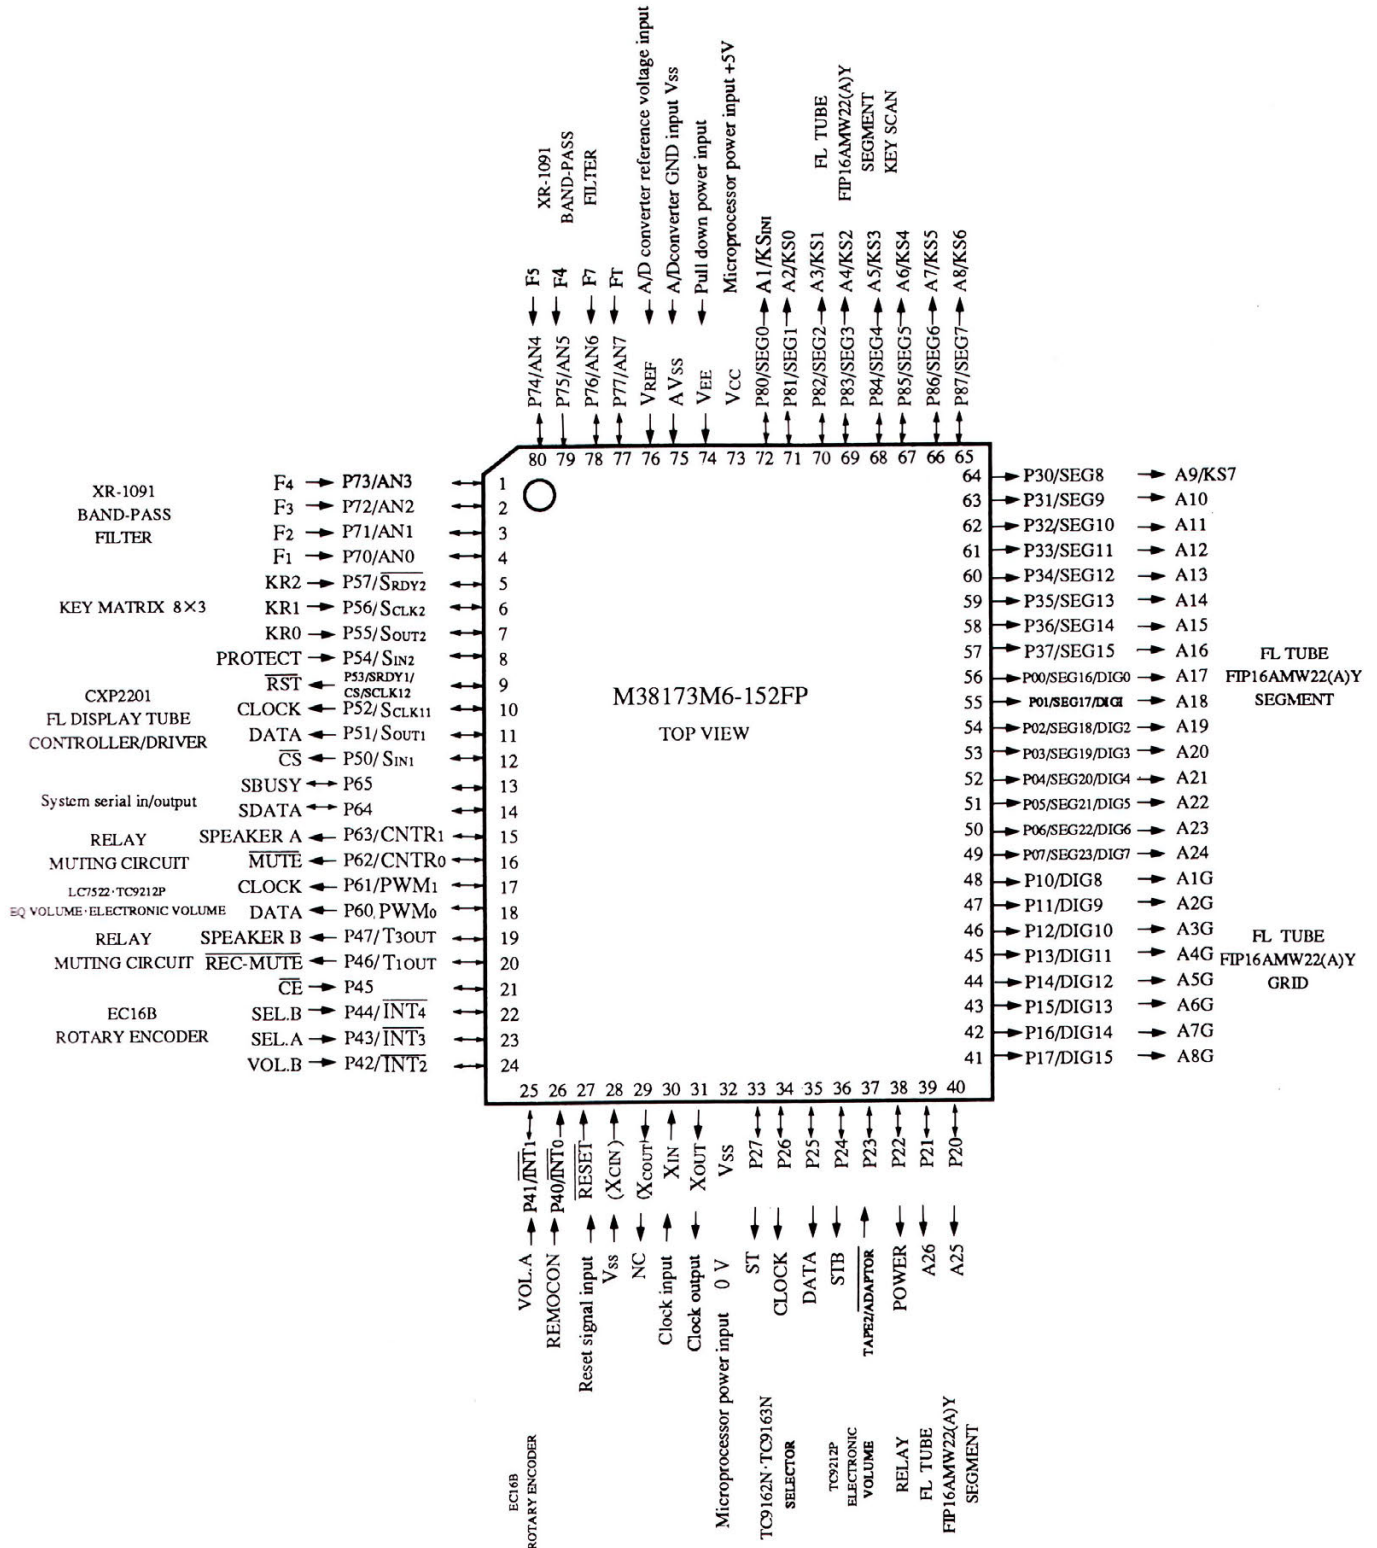 XR-1091
BAND-PASS
FILTER
A/D converter reference voltage input
A/Dconverter GND input Vss
Pull down power input
Microprocessor power input +5V
FL TUBE
FIP16AMW22(A)Y
SEGMENT
KEY SCAN
F5
F4
F7
FT
A1/KSIN1
A2/KS0
A3/KS1
A4/KS2
A5/KS3
A6/KS4
A7/KS5
A8/KS6
P74/AN4
P75/AN5
P76/AN6
P77/AN7
VREF
AVSS
VEE
VCC
P80/SEG0
P81/SEG1
P82/SEG2
P83/SEG3
P84/SEG4
P85/SEG5
P86/SEG6
P87/SEG7
80 79 78 77 76 75 74 73 72 71 70 69 68 67 66 65
XR-1091
BAND-PASS
FILTER
F4 P73/AN3 1
F3 P72/AN2 2
F2 P71/AN1 3
F1 P70/AN0 4
KR2 P57/SRDY2 5
KEY MATRIX 8×3
KR1 P56/SCLK2 6
KR0 P55/SOUT2 7
PROTECT P54/SIN2 8
RST P53/SRDY1/
CS/SCLK12 9
CXP2201
FL DISPLAY TUBE
CONTROLLER/DRIVER
CLOCK P52/SCLK11 10
DATA P51/SOUT1 11
CS P50/SIN1 12
SBUSY P65 13
System serial in/output
SDATA P64 14
RELAY
MUTING CIRCUIT
SPEAKER A P63/CNTR1 15
MUTE P62/CNTR0 16
LC7522·TC9212P
EQ VOLUME·ELECTRONIC VOLUME
CLOCK P61/PWM1 17
DATA P60, PWM0 18
RELAY
MUTING CIRCUIT
SPEAKER B P47/T3OUT 19
REC-MUTE P46/T1OUT 20
CE P45 21
EC16B
ROTARY ENCODER
SEL.B P44/INT4 22
SEL.A P43/INT3 23
VOL.B P42/INT2 24
M38173M6-152FP
TOP VIEW
64 P30/SEG8 A9/KS7
63 P31/SEG9 A10
62 P32/SEG10 A11
61 P33/SEG11 A12
60 P34/SEG12 A13
59 P35/SEG13 A14
58 P36/SEG14 A15
57 P37/SEG15 A16
56 P00/SEG16/DIG0 A17
55 P01/SEG17/DIG1 A18
54 P02/SEG18/DIG2 A19
53 P03/SEG19/DIG3 A20
52 P04/SEG20/DIG4 A21
51 P05/SEG21/DIG5 A22
50 P06/SEG22/DIG6 A23
49 P07/SEG23/DIG7 A24
FL TUBE
FIP16AMW22(A)Y
SEGMENT
48 P10/DIG8 A1G
47 P11/DIG9 A2G
46 P12/DIG10 A3G
45 P13/DIG11 A4G
44 P14/DIG12 A5G
43 P15/DIG13 A6G
42 P16/DIG14 A7G
41 P17/DIG15 A8G
FL TUBE
FIP16AMW22(A)Y
GRID
25 26 27 28 29 30 31 32 33 34 35 36 37 38 39 40
P41/INT1
P40/INT0
RESET
(XCIN)
(XCOUT)
XIN
XOUT
VSS
P27
P26
P25
P24
P23
P22
P21
P20
VOL.A
REMOCON
Reset signal input
Vss
NC
Clock input
Clock output
Microprocessor power input 0 V
ST
CLOCK
DATA
STB
TAPE2/ADAPTOR
POWER
A26
A25
EC16B
ROTARY ENCODER
TC9162N·TC9163N
SELECTOR
TC9212P
ELECTRONIC
VOLUME
RELAY
FL TUBE
FIP16AMW22(A)Y
SEGMENT